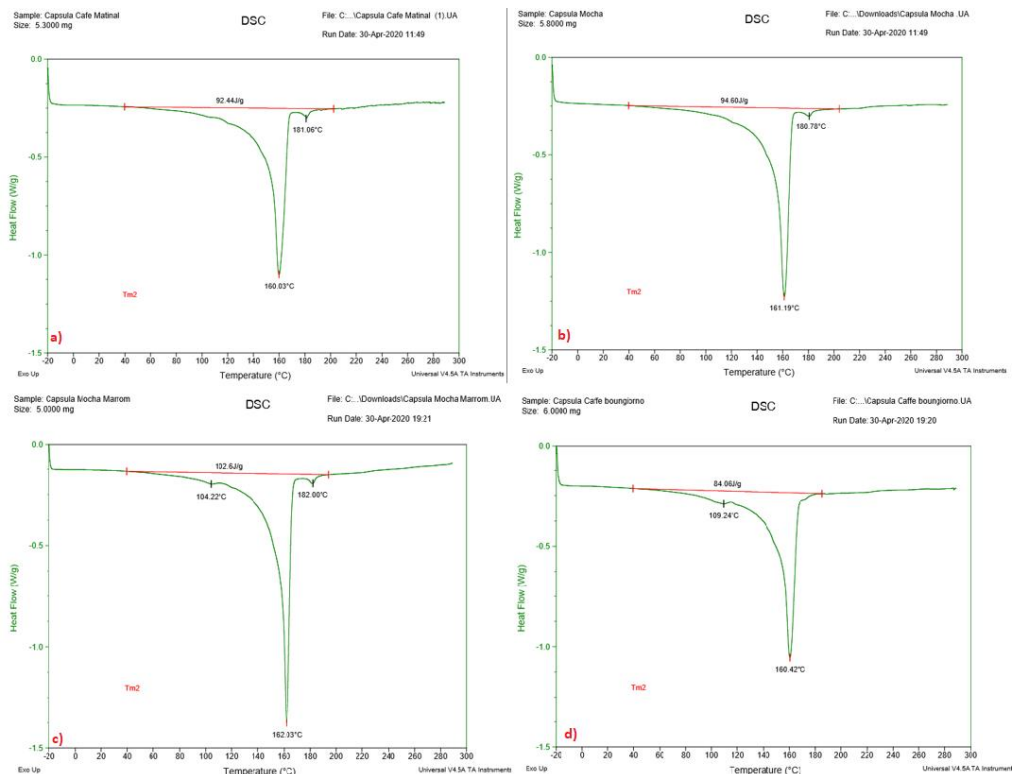 Sample: Capsula Cafe Matinal
Size: 5.3000 mg
DSC
File: C:...\Capsula Cafe Matinal (1).UA
Run Date: 30-Apr-2020 11:49
0.0
-0.5
-1.0
-1.5
Heat Flow (W/g)
92.44J/g
181.06°C
160.03°C
Tm2
a)
-20 0 20 40 60 80 100 120 140 160 180 200 220 240 260 280 300
Exo Up
Temperature (°C)
Universal V4.5A TA Instruments
Sample: Capsula Mocha
Size: 5.8000 mg
DSC
File: C:...\Downloads\Capsula Mocha .UA
Run Date: 30-Apr-2020 11:49
0.0
-0.5
-1.0
-1.5
Heat Flow (W/g)
94.60J/g
180.78°C
161.19°C
Tm2
b)
-20 0 20 40 60 80 100 120 140 160 180 200 220 240 260 280 300
Exo Up
Temperature (°C)
Universal V4.5A TA Instruments
Sample: Capsula Mocha Marrom
Size: 5.0000 mg
DSC
File: C:...\Downloads\Capsula Mocha Marrom.UA
Run Date: 30-Apr-2020 19:21
0.0
-0.5
-1.0
-1.5
Heat Flow (W/g)
102.6J/g
104.22°C
182.00°C
Tm2
c)
-20 0 20 40 60 80 100 120 140 160 180 200 220 240 260 280 300
Exo Up
Temperature (°C)
Universal V4.5A TA Instruments
Sample: Capsula Caffe boungiorno
Size: 6.0000 mg
DSC
File: C:...\Downloads\Capsula Caffe boungiorno.UA
Run Date: 30-Apr-2020 19:20
0.0
-0.5
-1.0
-1.5
Heat Flow (W/g)
84.06J/g
109.24°C
160.42°C
Tm2
d)
-20 0 20 40 60 80 100 120 140 160 180 200 220 240 260 280 300
Exo Up
Temperature (°C)
Universal V4.5A TA Instruments